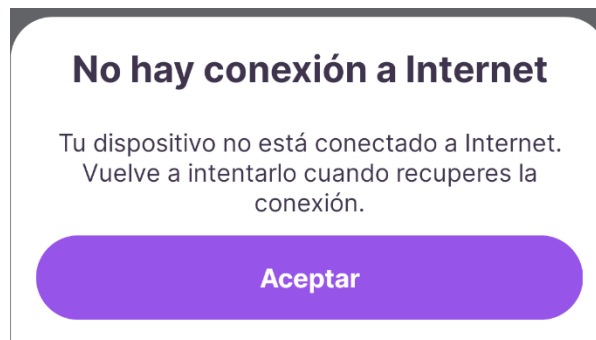 No hay conexión a Internet
Tu dispositivo no está conectado a Internet.
Vuelve a intentarlo cuando recuperes la
conexión.
Aceptar